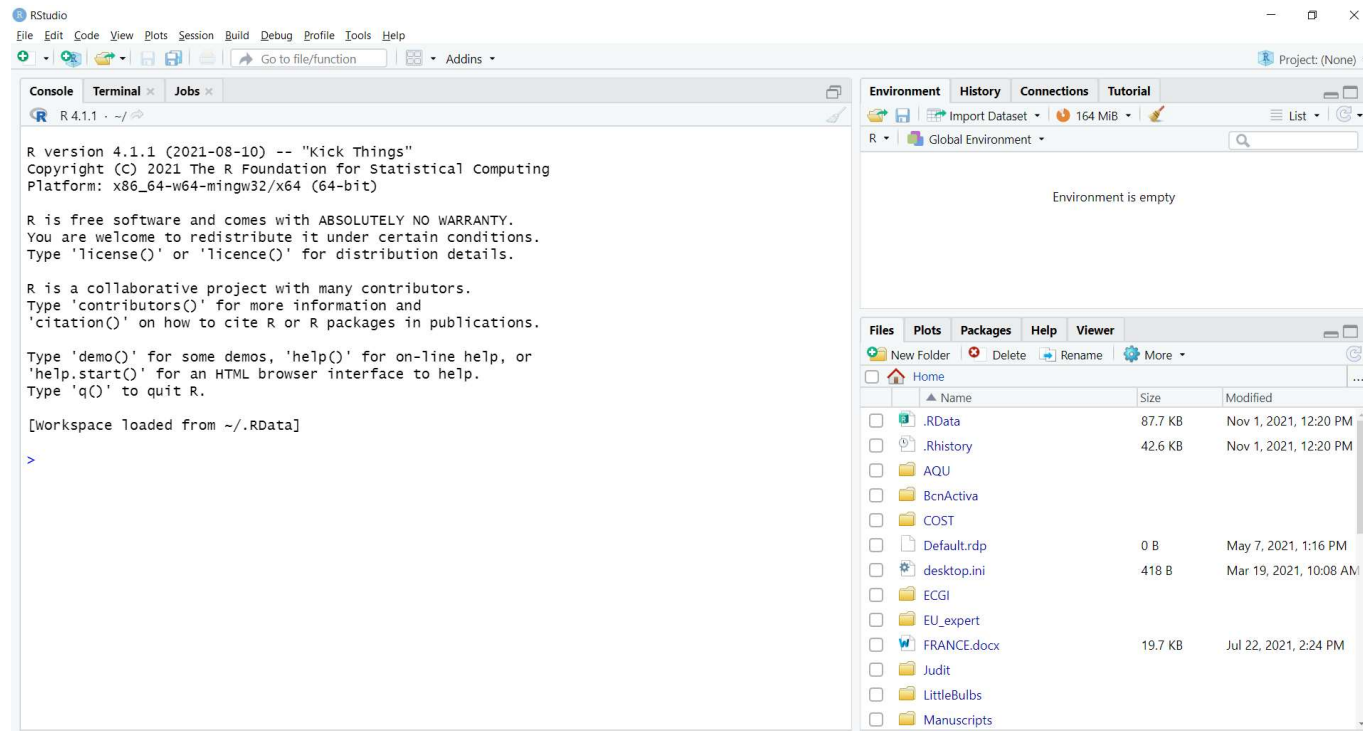 RStudio
File Edit Code View Plots Session Build Debug Profile Tools Help
Go to file/function Addins Project: (None)
Console Terminal Jobs
R 4.1.1 · ~/
R version 4.1.1 (2021-08-10) -- "Kick Things"
Copyright (C) 2021 The R Foundation for Statistical Computing
Platform: x86_64-w64-mingw32/x64 (64-bit)
R is free software and comes with ABSOLUTELY NO WARRANTY.
You are welcome to redistribute it under certain conditions.
Type 'license()' or 'licence()' for distribution details.
R is a collaborative project with many contributors.
Type 'contributors()' for more information and
'citation()' on how to cite R or R packages in publications.
Type 'demo()' for some demos, 'help()' for on-line help, or
'help.start()' for an HTML browser interface to help.
Type 'q()' to quit R.
[Workspace loaded from ~/.RData]
>
Environment History Connections Tutorial
Import Dataset 164 MiB List
R Global Environment
Environment is empty
Files Plots Packages Help Viewer
New Folder Delete Rename More
Home ...
Name Size Modified
.RData 87.7 KB Nov 1, 2021, 12:20 PM
.Rhistory 42.6 KB Nov 1, 2021, 12:20 PM
AQU
BcnActiva
COST
Default.rdp 0 B May 7, 2021, 1:16 PM
desktop.ini 418 B Mar 19, 2021, 10:08 AM
ECGI
EU_expert
FRANCE.docx 19.7 KB Jul 22, 2021, 2:24 PM
Judit
LittleBulbs
Manuscripts